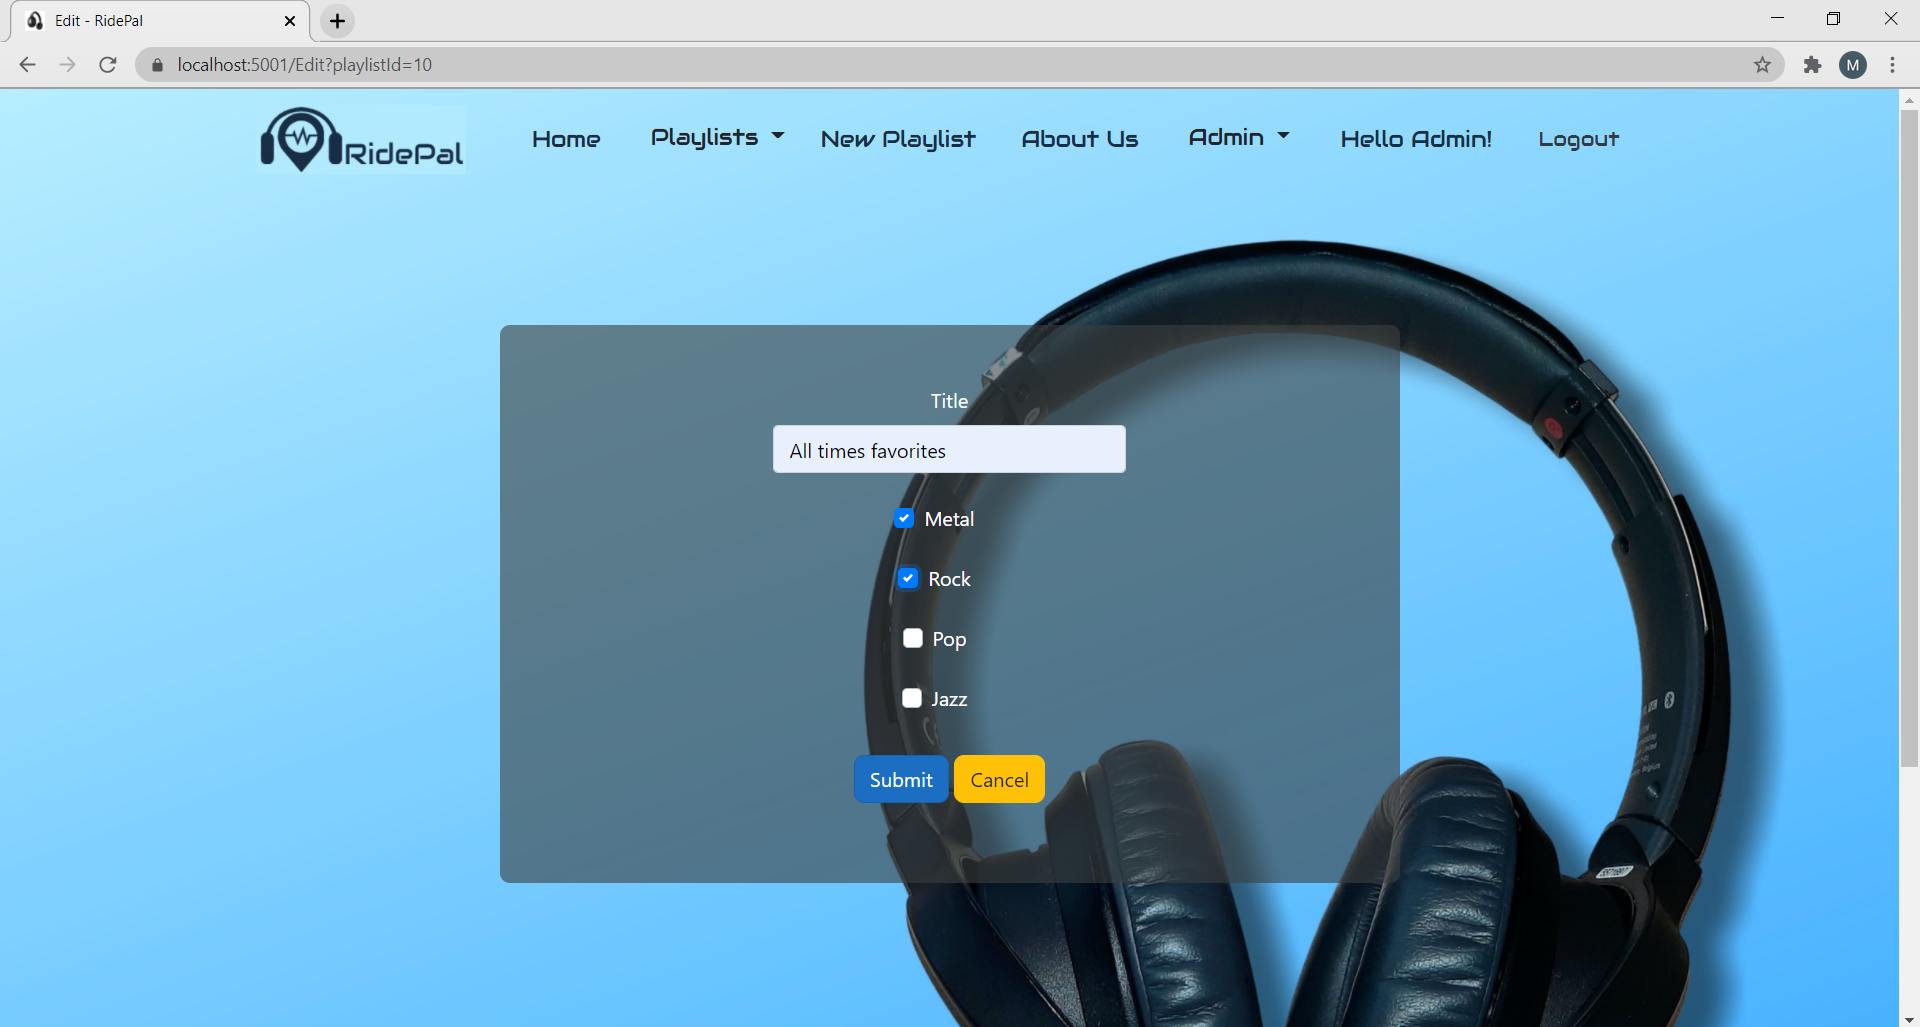 Edit - RidePal
localhost:5001/Edit?playlistId=10
M
RidePal
Home
Playlists
New Playlist
About Us
Admin
Hello Admin!
Logout
Title
All times favorites
Metal
Rock
Pop
Jazz
Submit
Cancel